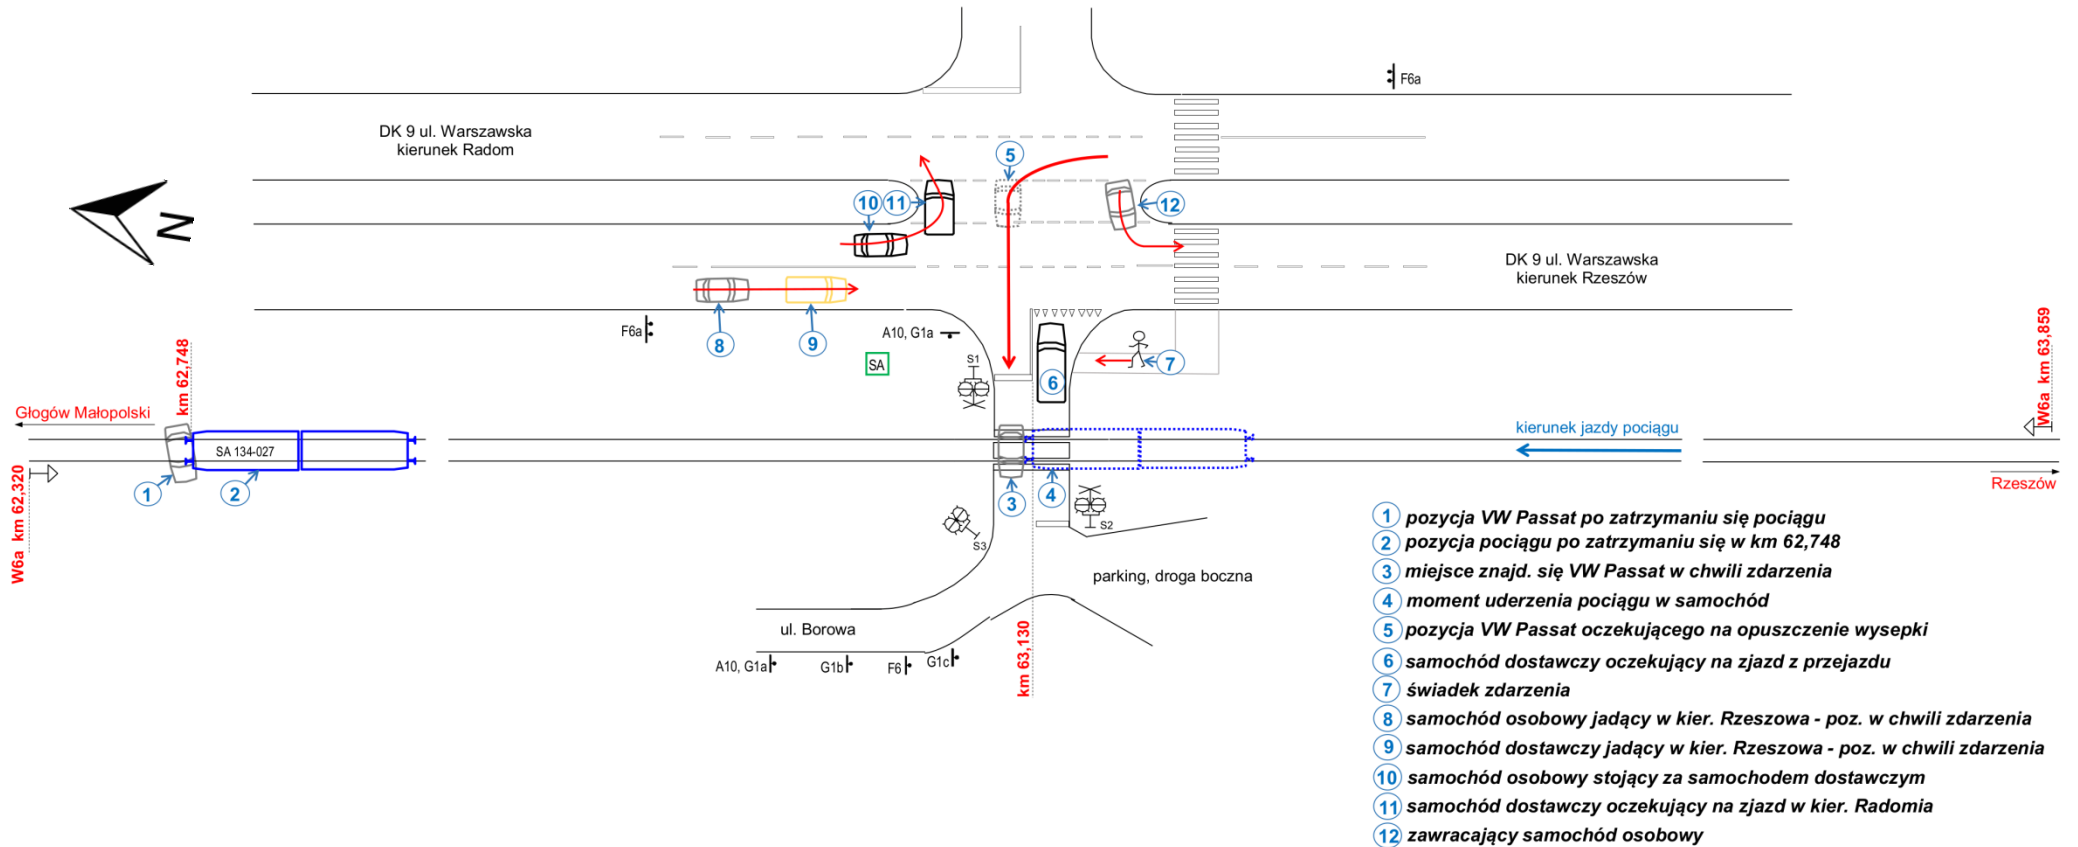 F6a
DK 9 ul. Warszawska
kierunek Radom
5
10
11
12
N
DK 9 ul. Warszawska
kierunek Rzeszów
F6a
A10, G1a
8
9
SA
S1
6
7
km 62,748
W6a km 63,859
Głogów Małopolski
kierunek jazdy pociągu
SA 134-027
W6a km 62,320
1
2
3
4
Rzeszów
S2
S3
parking, droga boczna
ul. Borowa
km 63,130
A10, G1a
G1b
F6
G1c
1 pozycja VW Passat po zatrzymaniu się pociągu
2 pozycja pociągu po zatrzymaniu się w km 62,748
3 miejsce znajd. się VW Passat w chwili zdarzenia
4 moment uderzenia pociągu w samochód
5 pozycja VW Passat oczekującego na opuszczenie wysepki
6 samochód dostawczy oczekujący na zjazd z przejazdu
7 świadek zdarzenia
8 samochód osobowy jadący w kier. Rzeszowa - poz. w chwili zdarzenia
9 samochód dostawczy jadący w kier. Rzeszowa - poz. w chwili zdarzenia
10 samochód osobowy stojący za samochodem dostawczym
11 samochód dostawczy oczekujący na zjazd w kier. Radomia
12 zawracający samochód osobowy